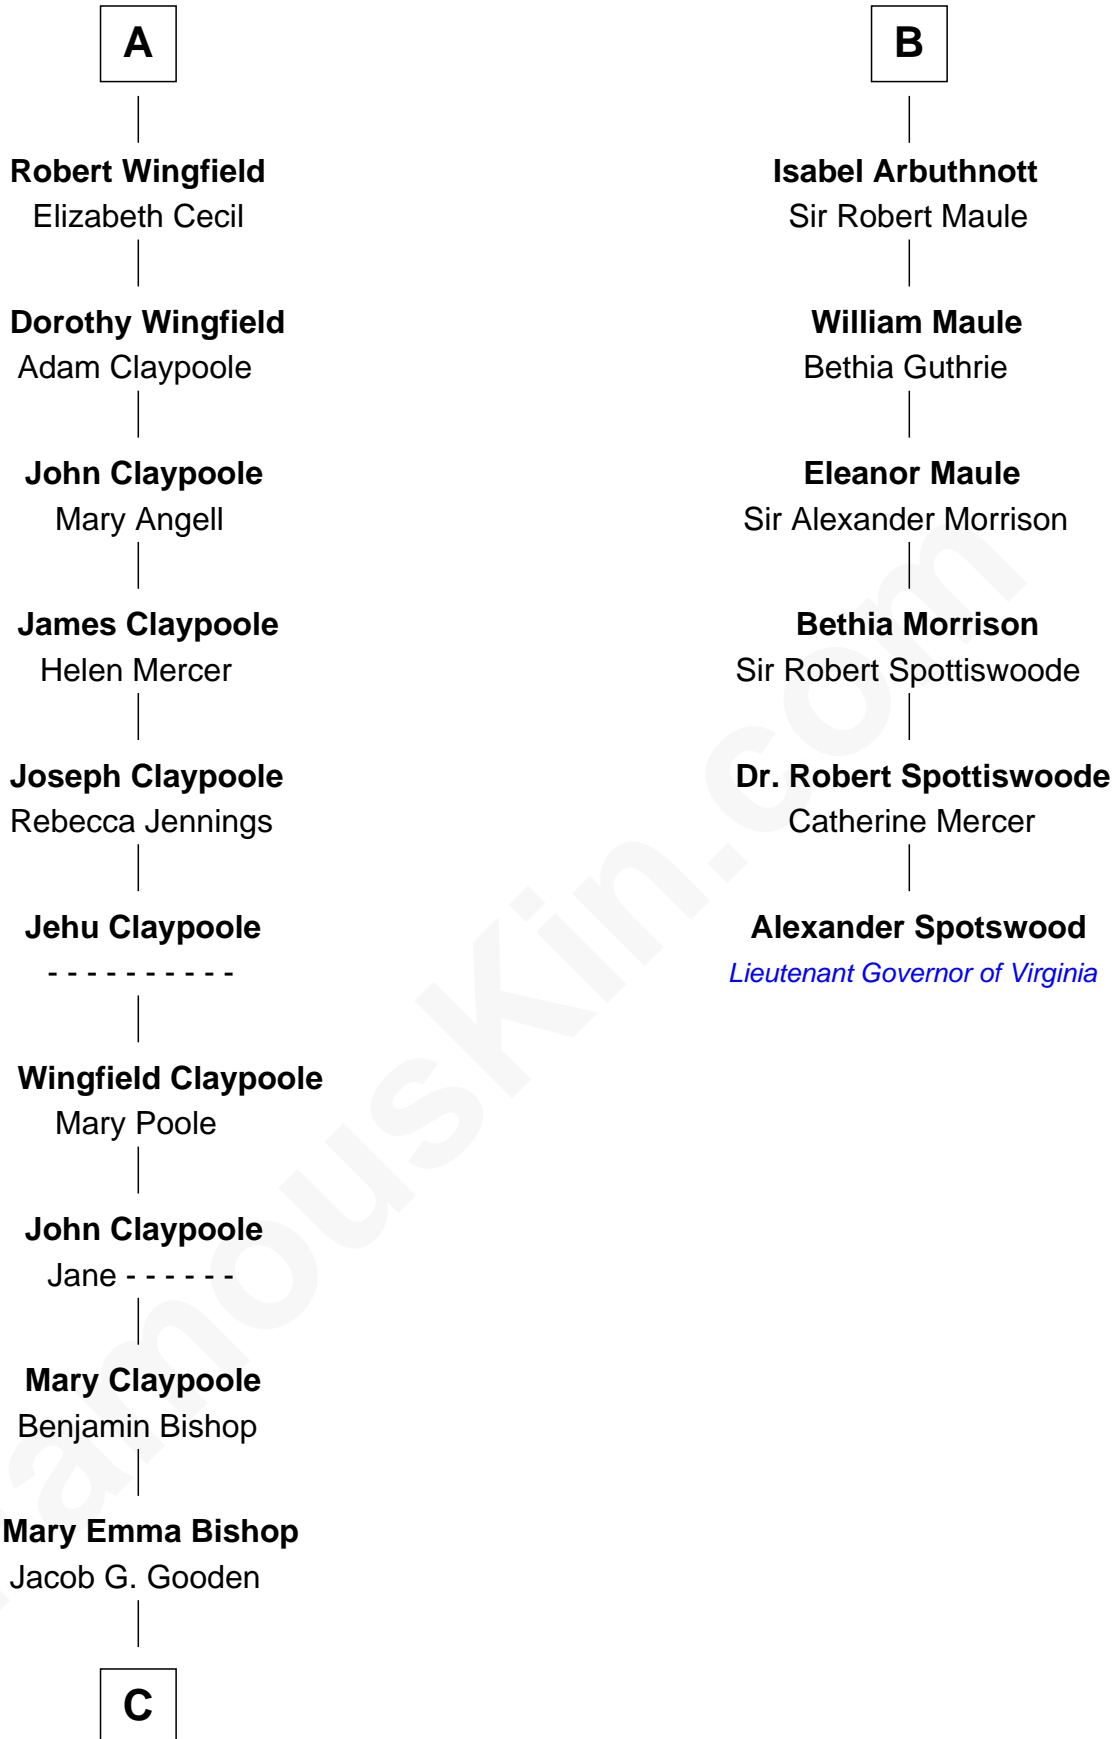 A
Robert Wingfield
Elizabeth Cecil
Dorothy Wingfield
Adam Claypoole
John Claypoole
Mary Angell
James Claypoole
Helen Mercer
Joseph Claypoole
Rebecca Jennings
Jehu Claypoole
- - - - - - - - - -
Wingfield Claypoole
Mary Poole
John Claypoole
Jane - - - - - -
Mary Claypoole
Benjamin Bishop
Mary Emma Bishop
Jacob G. Gooden
C
B
Isabel Arbuthnott
Sir Robert Maule
William Maule
Bethia Guthrie
Eleanor Maule
Sir Alexander Morrison
Bethia Morrison
Sir Robert Spottiswoode
Dr. Robert Spottiswoode
Catherine Mercer
Alexander Spotswood
Lieutenant Governor of Virginia
famouskin.com